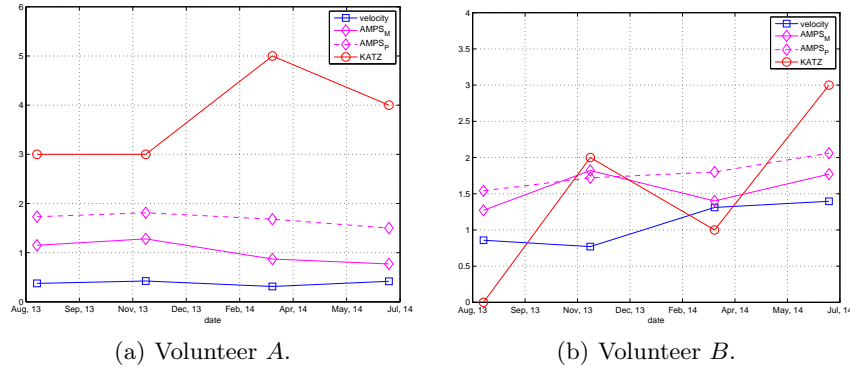 velocity
AMPS_M
AMPS_P
KATZ
6
5
4
3
2
1
0
Aug, 13 Sep, 13 Nov, 13 Dec, 13 Feb, 14 Apr, 14 May, 14 Jul, 14
date
(a) Volunteer A.
velocity
AMPS_M
AMPS_P
KATZ
4
3.5
3
2.5
2
1.5
1
0.5
0
Aug, 13 Sep, 13 Nov, 13 Dec, 13 Feb, 14 Apr, 14 May, 14 Jul, 14
date
(b) Volunteer B.